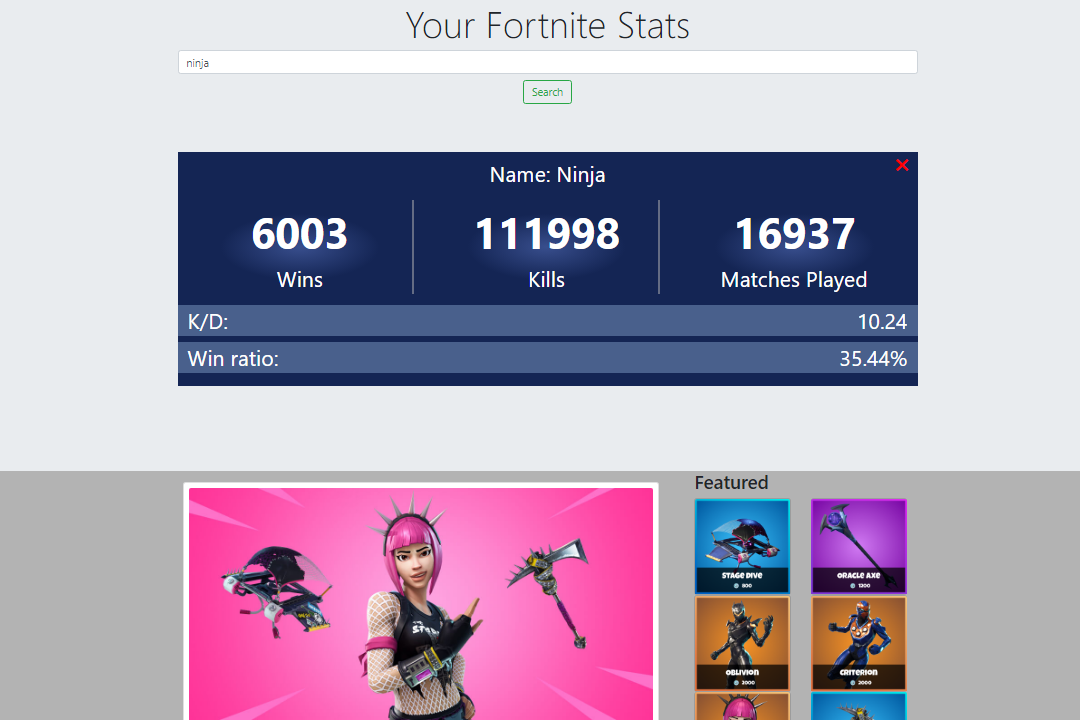 Your Fortnite Stats
ninja
Search
Name: Ninja
6003
Wins
111998
Kills
16937
Matches Played
K/D:
10.24
Win ratio:
35.44%
Featured
STAGE DIVE
800
ORACLE AXE
1200
OBLIVION
2000
CRITERION
2000